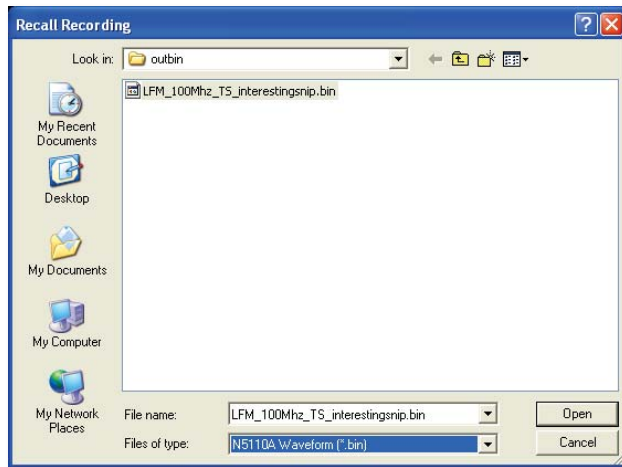 Recall Recording
Look in:
outbin
LFM_100Mhz_TS_interestingsnip.bin
My Recent
Documents
Desktop
My Documents
My Computer
My Network
Places
File name:
LFM_100Mhz_TS_interestingsnip.bin
Open
Files of type:
N5110A Waveform (*.bin)
Cancel